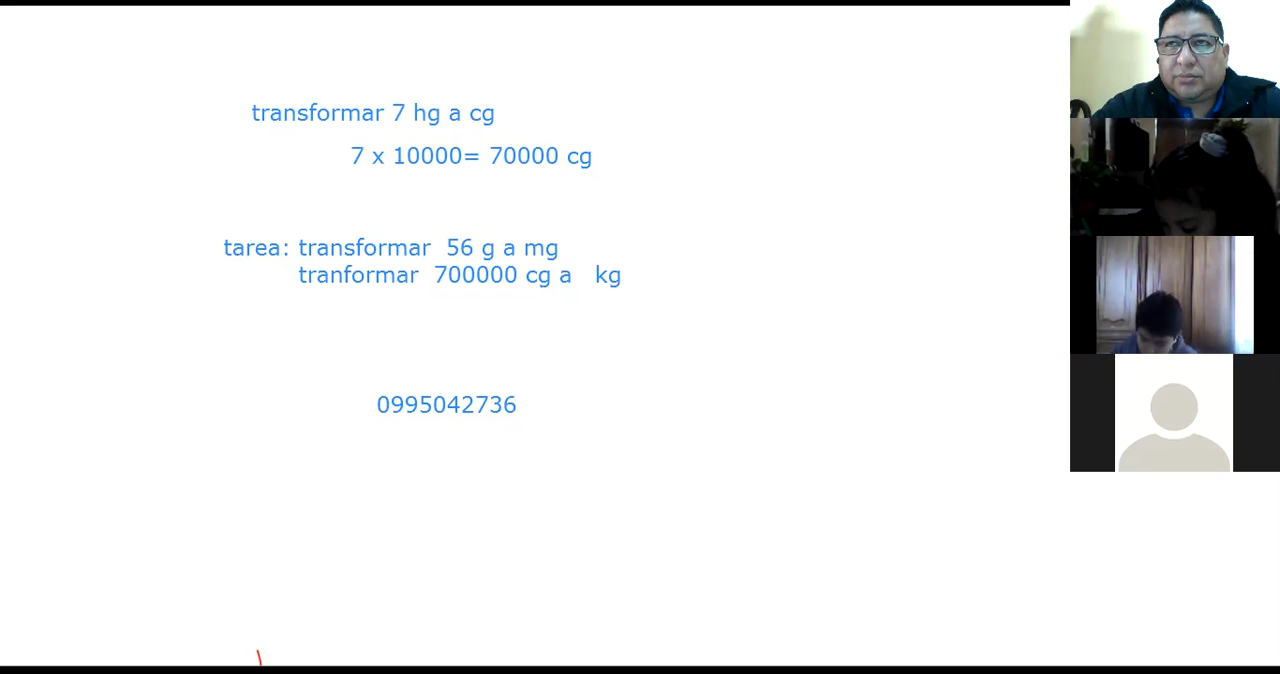 transformar 7 hg a cg
7 x 10000= 70000 cg
tarea: transformar 56 g a mg
tranformar 700000 cg a kg
0995042736